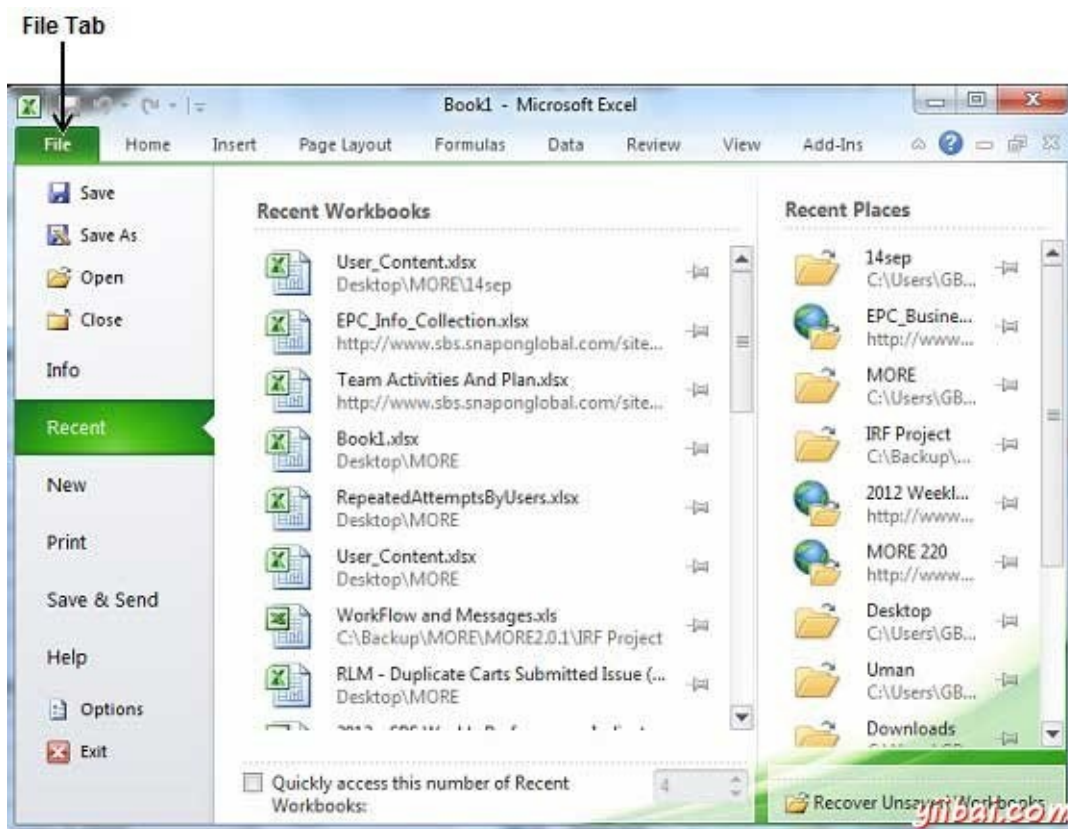 File Tab
Book1 - Microsoft Excel
File Home Insert Page Layout Formulas Data Review View Add-Ins
Save
Save As
Open
Close
Info
Recent
New
Print
Save & Send
Help
Options
Exit
Recent Workbooks
User_Content.xlsx
Desktop\MORE\14sep
EPC_Info_Collection.xlsx
http://www.sbs.snaponglobal.com/site...
Team Activities And Plan.xlsx
http://www.sbs.snaponglobal.com/site...
Book1.xlsx
Desktop\MORE
RepeatedAttemptsByUsers.xlsx
Desktop\MORE
User_Content.xlsx
Desktop\MORE
WorkFlow and Messages.xls
C:\Backup\MORE\MORE2.0.1\IRF Project
RLM - Duplicate Carts Submitted Issue (...
Desktop\MORE
Quickly access this number of Recent
Workbooks:
4
Recent Places
14sep
C:\Users\GB...
EPC_Busine...
http://www...
MORE
C:\Users\GB...
IRF Project
C:\Backup\...
2012 Weekl...
http://www...
MORE 220
http://www...
Desktop
C:\Users\GB...
Uman
C:\Users\GB...
Downloads
Recover Unsaved Workbooks
yiibai.com